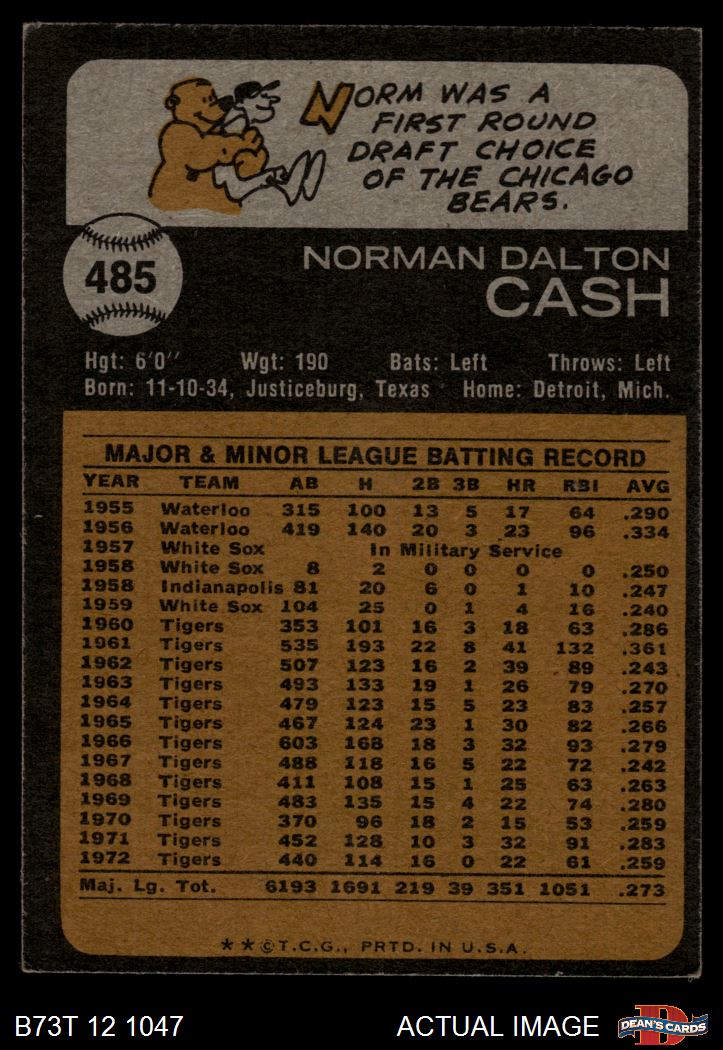 NORM WAS A
FIRST ROUND
DRAFT CHOICE
OF THE CHICAGO
BEARS.
485
NORMAN DALTON
CASH
Hgt: 6'0" Wgt: 190 Bats: Left Throws: Left
Born: 11-10-34, Justiceburg, Texas Home: Detroit, Mich.
MAJOR & MINOR LEAGUE BATTING RECORD
YEAR TEAM AB H 2B 3B HR RBI AVG
1955 Waterloo 315 100 13 5 17 64 .290
1956 Waterloo 419 140 20 3 23 96 .334
1957 White Sox In Military Service
1958 White Sox 8 2 0 0 0 0 .250
1958 Indianapolis 81 20 6 0 1 10 .247
1959 White Sox 104 25 0 1 4 16 .240
1960 Tigers 353 101 16 3 18 63 .286
1961 Tigers 535 193 22 8 41 132 .361
1962 Tigers 507 123 16 2 39 89 .243
1963 Tigers 493 133 19 1 26 79 .270
1964 Tigers 479 123 15 5 23 83 .257
1965 Tigers 467 124 23 1 30 82 .266
1966 Tigers 603 168 18 3 32 93 .279
1967 Tigers 488 118 16 5 22 72 .242
1968 Tigers 411 108 15 1 25 63 .263
1969 Tigers 483 135 15 4 22 74 .280
1970 Tigers 370 96 18 2 15 53 .259
1971 Tigers 452 128 10 3 32 91 .283
1972 Tigers 440 114 16 0 22 61 .259
Maj. Lg. Tot. 6193 1691 219 39 351 1051 .273
★★©T.C.G., PRTD. IN U.S.A.
B73T 12 1047 ACTUAL IMAGE D DEAN'S CARDS